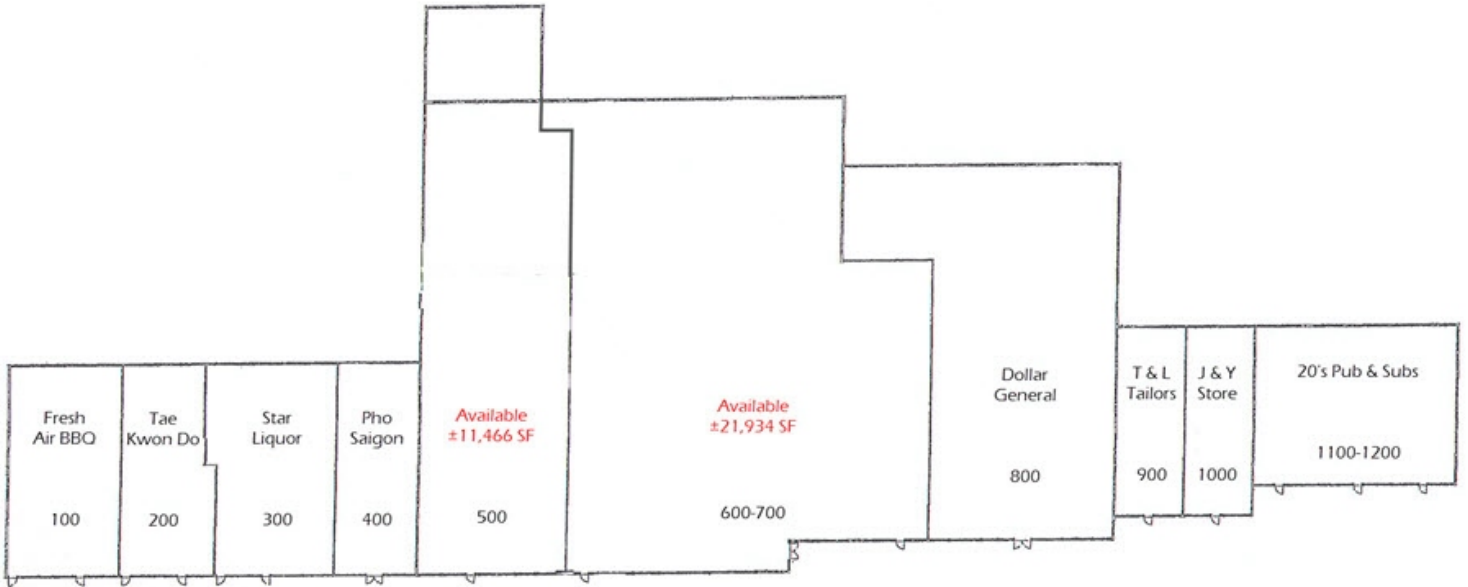 Fresh
Air BBQ
100
Tae
Kwon Do
200
Star
Liquor
300
Pho
Saigon
400
Available
±11,466 SF
500
Available
±21,934 SF
600-700
Dollar
General
800
T & L
Tailors
900
J & Y
Store
1000
20's Pub & Subs
1100-1200